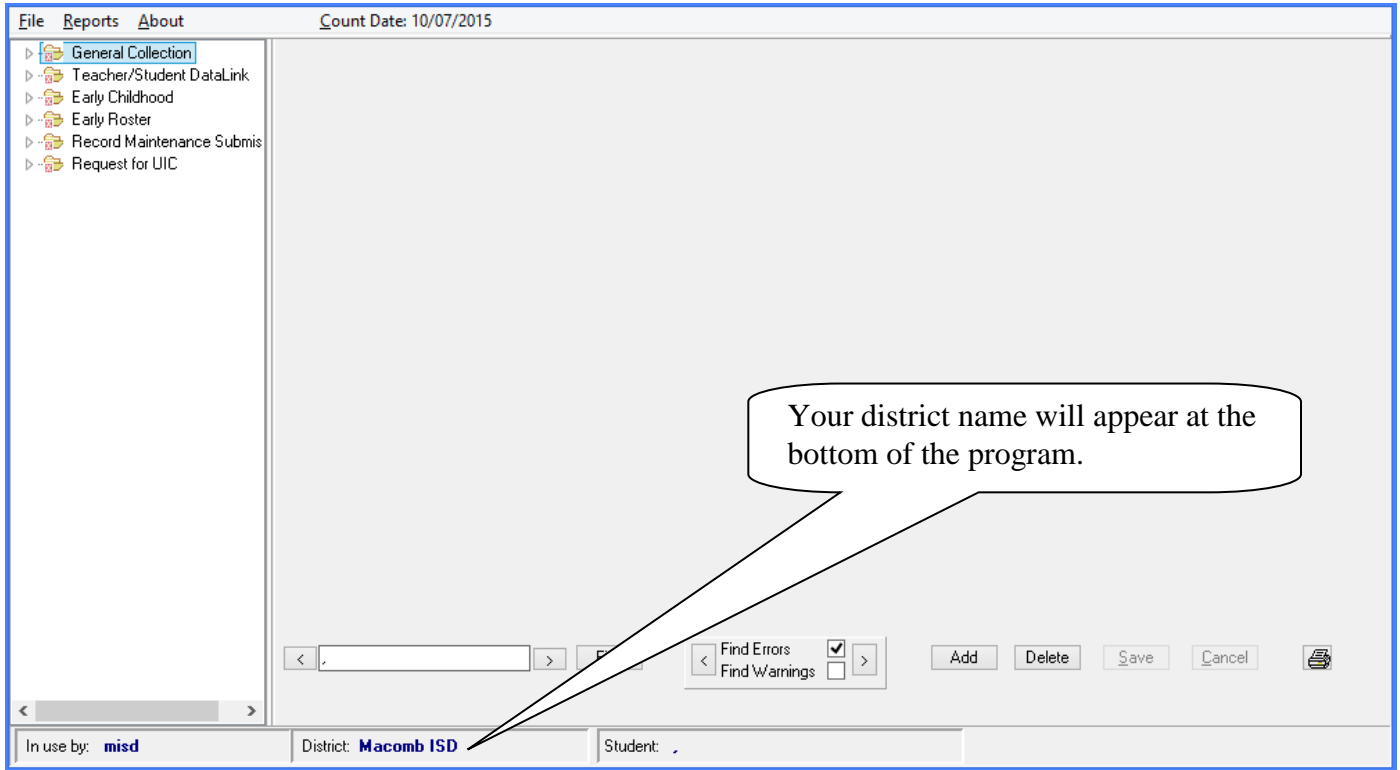 File Reports About Count Date: 10/07/2015
General Collection
Teacher/Student DataLink
Early Childhood
Early Roster
Record Maintenance Submis
Request for UIC
Your district name will appear at the
bottom of the program.
< , >
< Find Errors >
Find Warnings
Add Delete Save Cancel
< >
In use by: misd District: Macomb ISD Student: ,